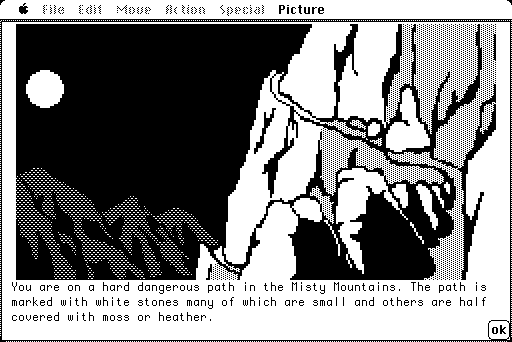 File Edit Move Action Special Picture
You are on a hard dangerous path in the Misty Mountains. The path is
marked with white stones many of which are small and others are half
covered with moss or heather.
ok